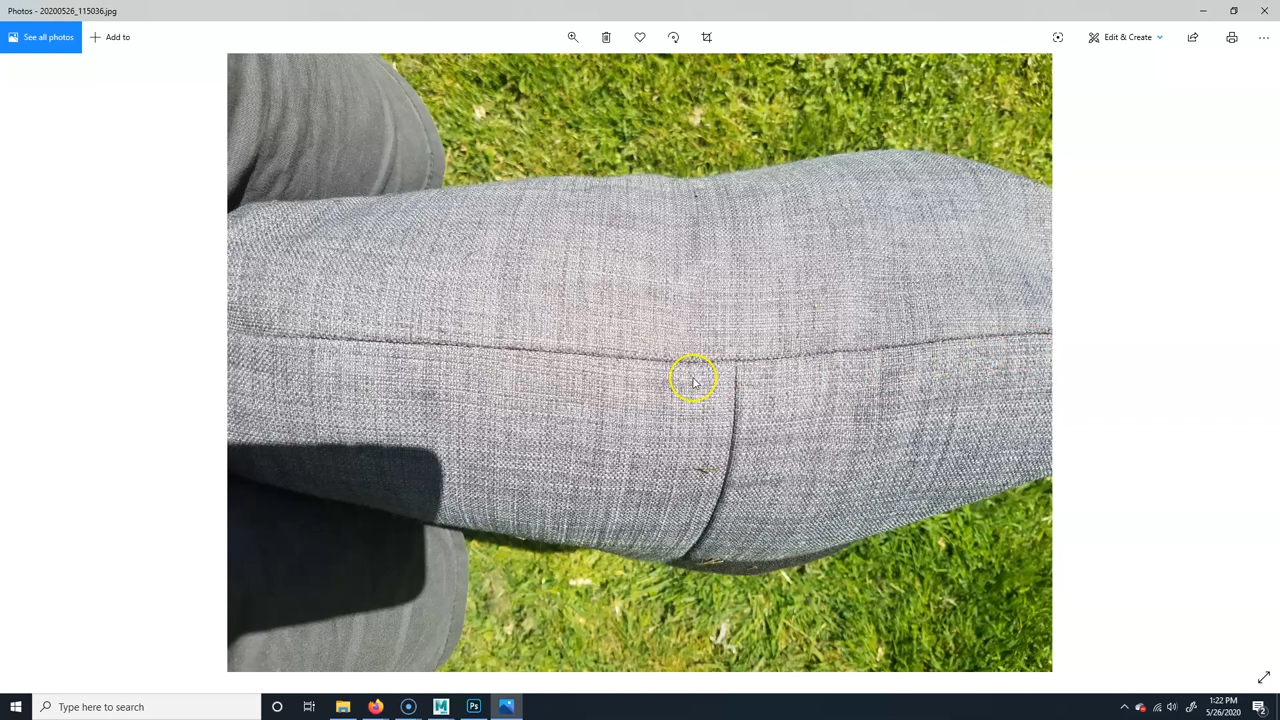 Photos - 20200526_115036.jpg
See all photos
Add to
Edit & Create
Type here to search
Ps
1:22 PM
5/26/2020
2